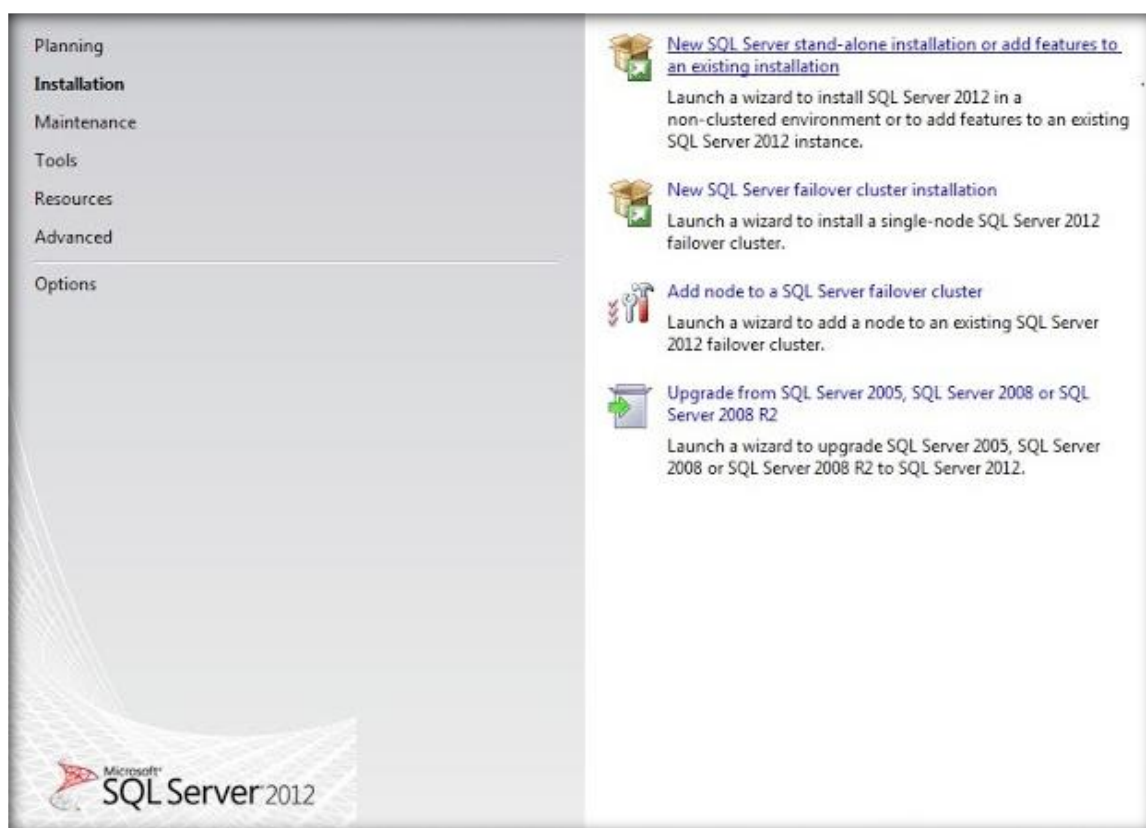 Planning
Installation
Maintenance
Tools
Resources
Advanced
Options
New SQL Server stand-alone installation or add features to
an existing installation
Launch a wizard to install SQL Server 2012 in a
non-clustered environment or to add features to an existing
SQL Server 2012 instance.
New SQL Server failover cluster installation
Launch a wizard to install a single-node SQL Server 2012
failover cluster.
Add node to a SQL Server failover cluster
Launch a wizard to add a node to an existing SQL Server
2012 failover cluster.
Upgrade from SQL Server 2005, SQL Server 2008 or SQL
Server 2008 R2
Launch a wizard to upgrade SQL Server 2005, SQL Server
2008 or SQL Server 2008 R2 to SQL Server 2012.
Microsoft®
SQL Server 2012